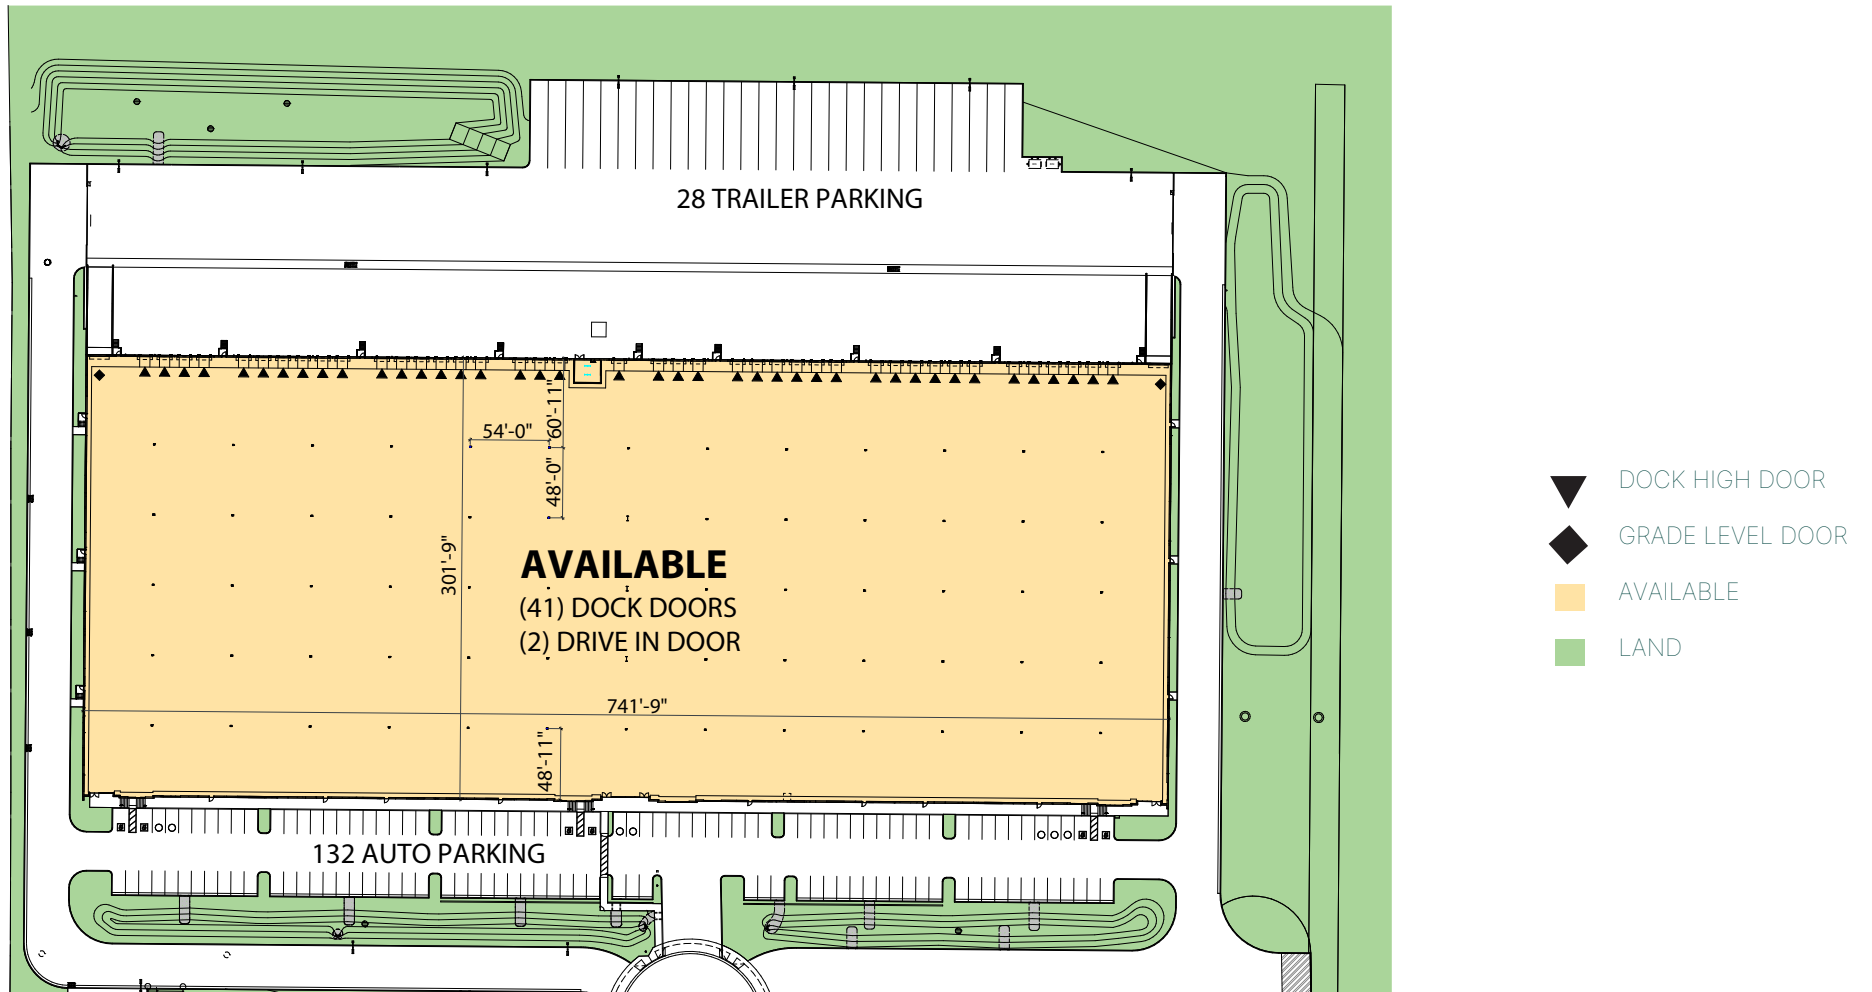 28 TRAILER PARKING
60'-11"
54'-0"
48'-0"
301'-9"
AVAILABLE
(41) DOCK DOORS
(2) DRIVE IN DOOR
741'-9"
48'-11"
132 AUTO PARKING
DOCK HIGH DOOR
GRADE LEVEL DOOR
AVAILABLE
LAND